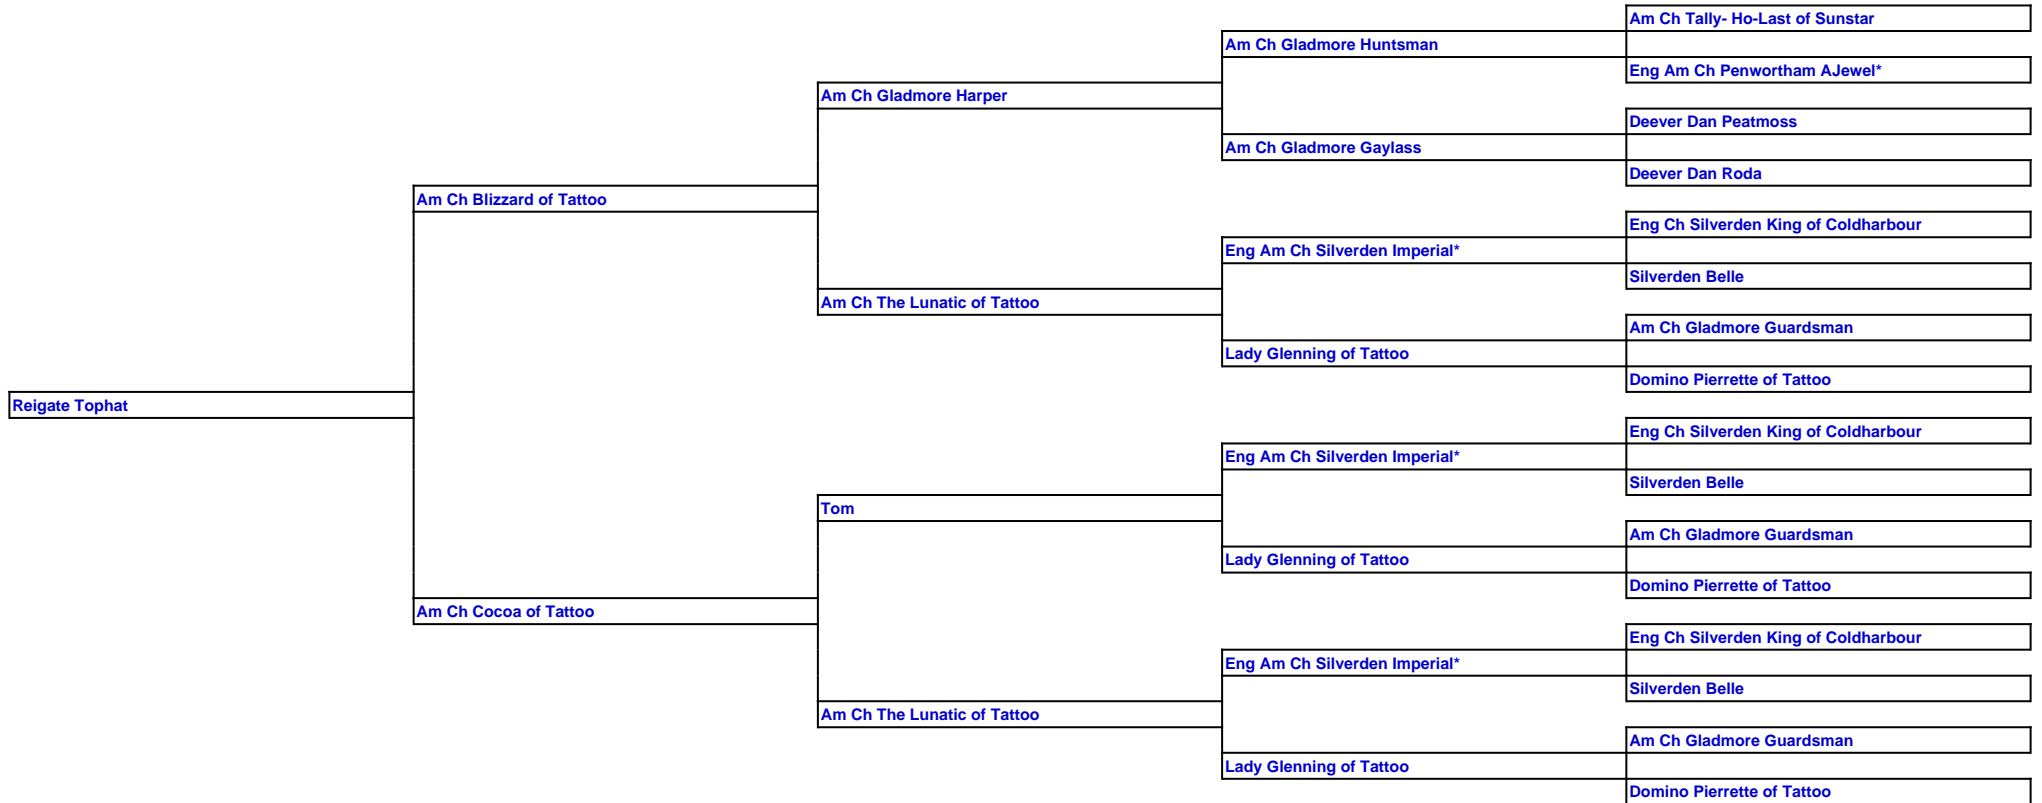 Am Ch Tally- Ho-Last of Sunstar
Am Ch Gladmore Huntsman
Eng Am Ch Penwortham AJewel*
Am Ch Gladmore Harper
Deever Dan Peatmoss
Am Ch Gladmore Gaylass
Deever Dan Roda
Am Ch Blizzard of Tattoo
Eng Ch Silverden King of Coldharbour
Eng Am Ch Silverden Imperial*
Silverden Belle
Am Ch The Lunatic of Tattoo
Am Ch Gladmore Guardsman
Lady Glenning of Tattoo
Domino Pierrette of Tattoo
Reigate Tophat
Eng Ch Silverden King of Coldharbour
Eng Am Ch Silverden Imperial*
Silverden Belle
Tom
Am Ch Gladmore Guardsman
Lady Glenning of Tattoo
Domino Pierrette of Tattoo
Am Ch Cocoa of Tattoo
Eng Ch Silverden King of Coldharbour
Eng Am Ch Silverden Imperial*
Silverden Belle
Am Ch The Lunatic of Tattoo
Am Ch Gladmore Guardsman
Lady Glenning of Tattoo
Domino Pierrette of Tattoo